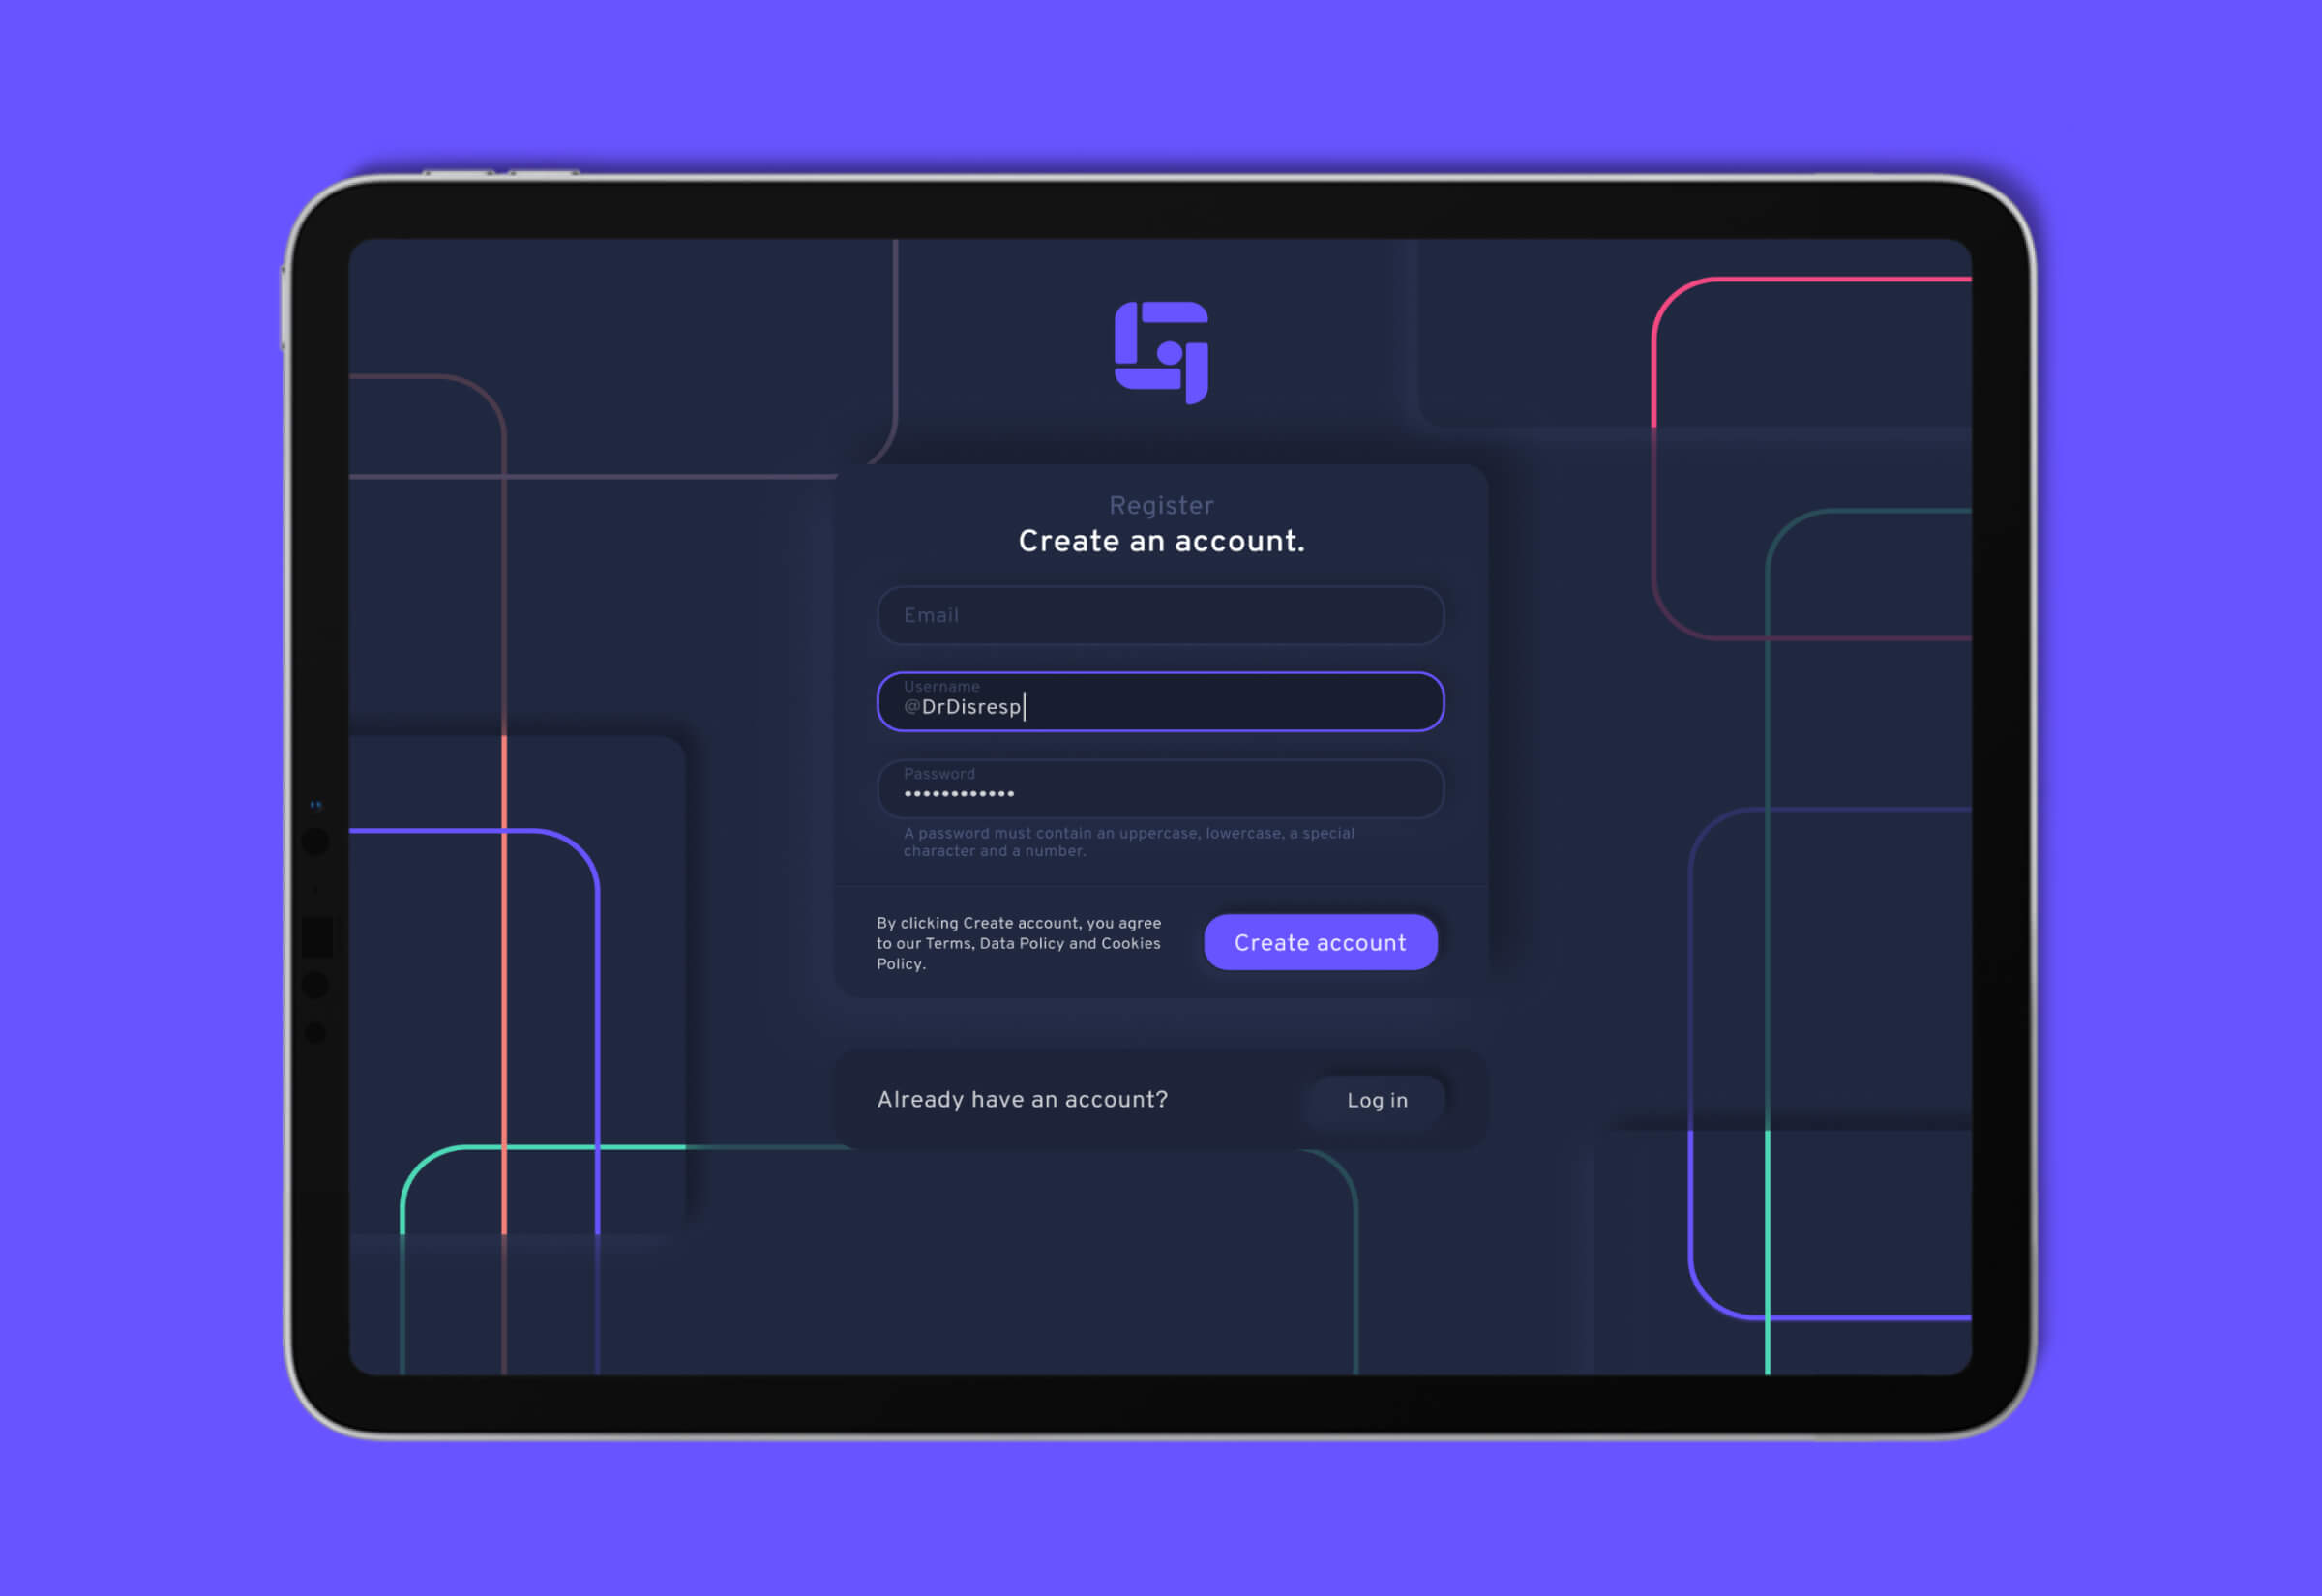 Register
Create an account.
Email
Username
@DrDisresp
Password
••••••••••••
A password must contain an uppercase, lowercase, a special
character and a number.
By clicking Create account, you agree
to our Terms, Data Policy and Cookies
Policy.
Create account
Already have an account?
Log in